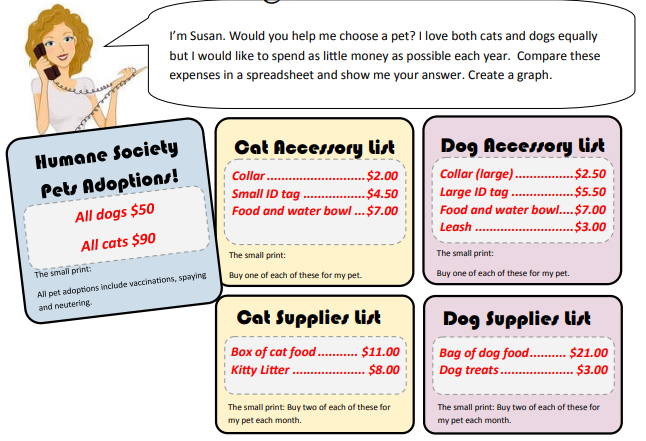 I'm Susan. Would you help me choose a pet? I love both cats and dogs equally
but I would like to spend as little money as possible each year.  Compare these
expenses in a spreadsheet and show me your answer. Create a graph.
Humane Society
Pets Adoptions!
All dogs $50
All cats $90
The small print:
All pet adoptions include vaccinations, spaying
and neutering.
Cat Accessory List
Collar ............................ $2.00
Small ID tag .................... $4.50
Food and water bowl ... $7.00
The small print:
Buy one of each of these for my pet.
Dog Accessory List
Collar (large) ..................... $2.50
Large ID tag ..................... $5.50
Food and water bowl.... $7.00
Leash ............................. $3.00
The small print:
Buy one of each of these for my pet.
Cat Supplies List
Box of cat food ........... $11.00
Kitty Litter ...................... $8.00
The small print: Buy two of each of these for
my pet each month.
Dog Supplies List
Bag of dog food.......... $21.00
Dog treats ...................... $3.00
The small print: Buy two of each of these for
my pet each month.